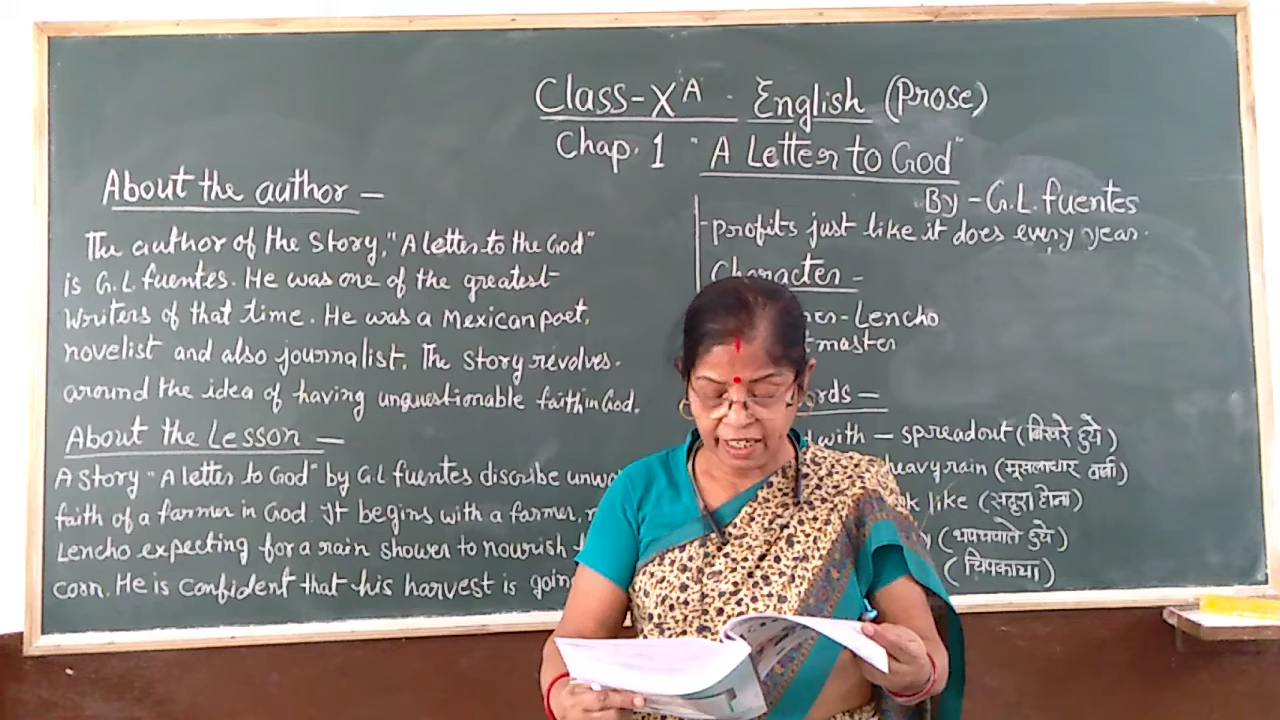 Class-X A English (Prose)
Chap. 1 "A Letter to God"
By - G.L. fuentes
About the author -
The author of the Story, "A letter to the God"
is G.L. fuentes. He was one of the greatest
Writers of that time. He was a Mexican poet,
novelist and also journalist. The story revolves.
around the idea of having unquestionable faith in God.
About the Lesson -
A Story "A letter to God" by G.L fuentes discribe
faith of a farmer in God. It begins with a farmer,
Lencho expecting for a rain shower to nourish
corn. He is confident that his harvest is
- profits just like it does every year.
Character -
- Lencho
with - spreadout (बिखरे हुये)
heavy rain (मूसलाधार वर्षा)
like (सदृश होना)
(थपथपाते हुये)
(चिपकाया)